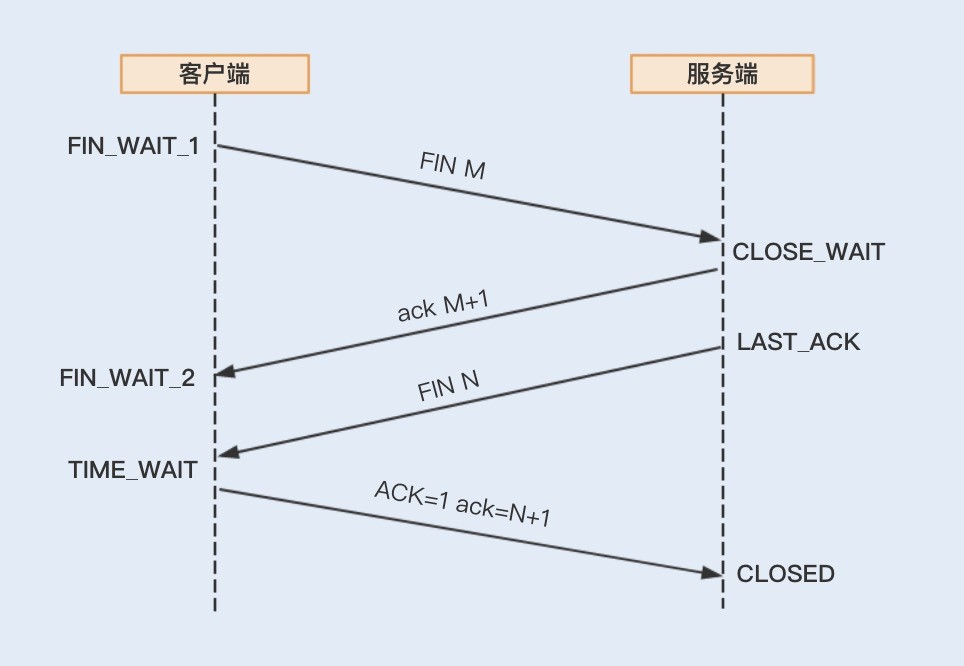 客户端
服务端
FIN_WAIT_1
FIN M
CLOSE_WAIT
ack M+1
LAST_ACK
FIN_WAIT_2
FIN N
TIME_WAIT
ACK=1 ack=N+1
CLOSED